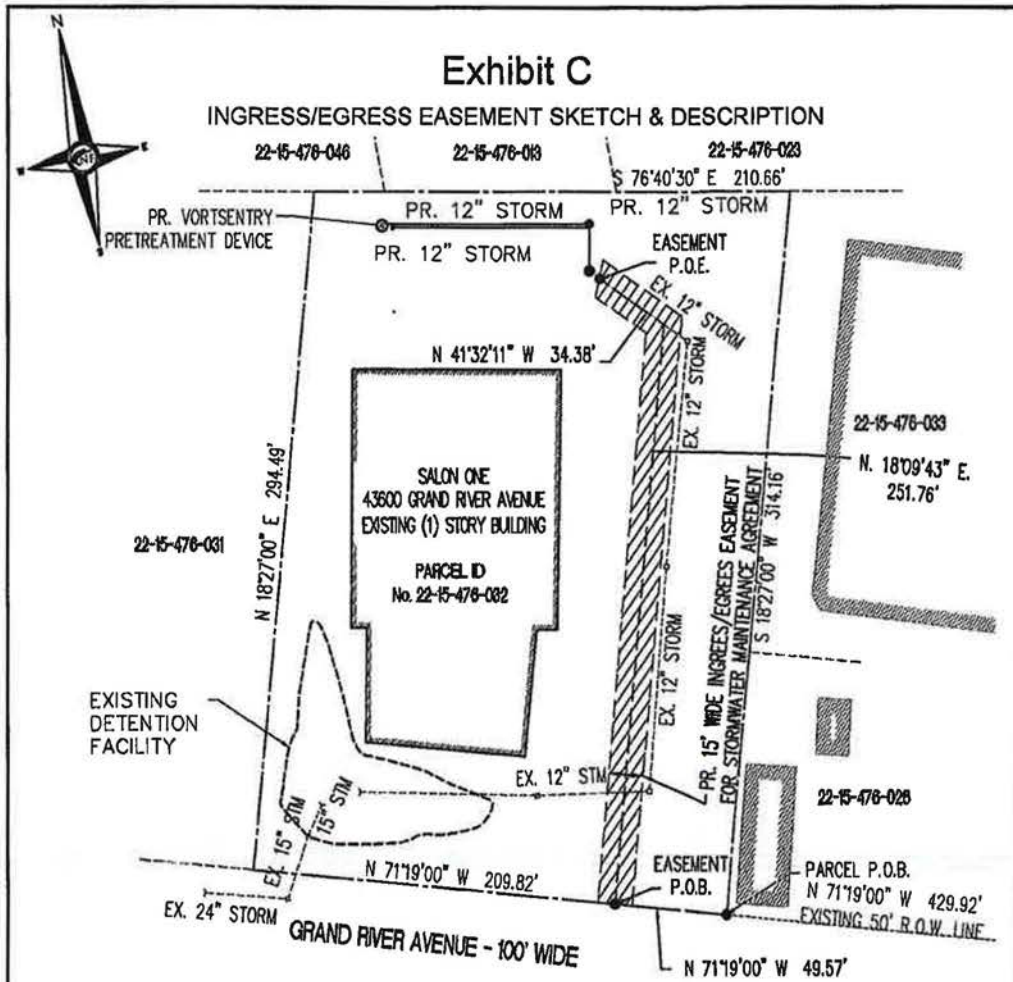 N
W
E
S
Exhibit C
INGRESS/EGRESS EASEMENT SKETCH & DESCRIPTION
22-15-476-046
22-15-476-013
22-15-476-023
S 76°40'30" E 210.66'
PR. VORTSENTRY
PRETREATMENT DEVICE
PR. 12" STORM
PR. 12" STORM
PR. 12" STORM
EASEMENT
P.O.E.
EX. 12" STORM
N 41°32'11" W 34.38'
EX. 12" STORM
22-15-476-033
N. 18°09'43" E.
251.76'
SALON ONE
43600 GRAND RIVER AVENUE
EXISTING (1) STORY BUILDING
PARCEL ID
No. 22-15-476-032
22-15-476-031
N 18°27'00" E 294.49'
PR. 15' WIDE INGREES/EGREES EASEMENT
FOR STORMWATER MAINTENANCE AGREEMENT
S 18°27'00" W 314.16'
EX. 12" STORM
EXISTING
DETENTION
FACILITY
EX. 12" STM
EX. 15" STM
15" STM
22-15-476-026
N 71°19'00" W 209.82'
EASEMENT
P.O.B.
PARCEL P.O.B.
N 71°19'00" W 429.92'
EXISTING 50' R.O.W. LINE
EX. 24" STORM
GRAND RIVER AVENUE - 100' WIDE
N 71°19'00" W 49.57'